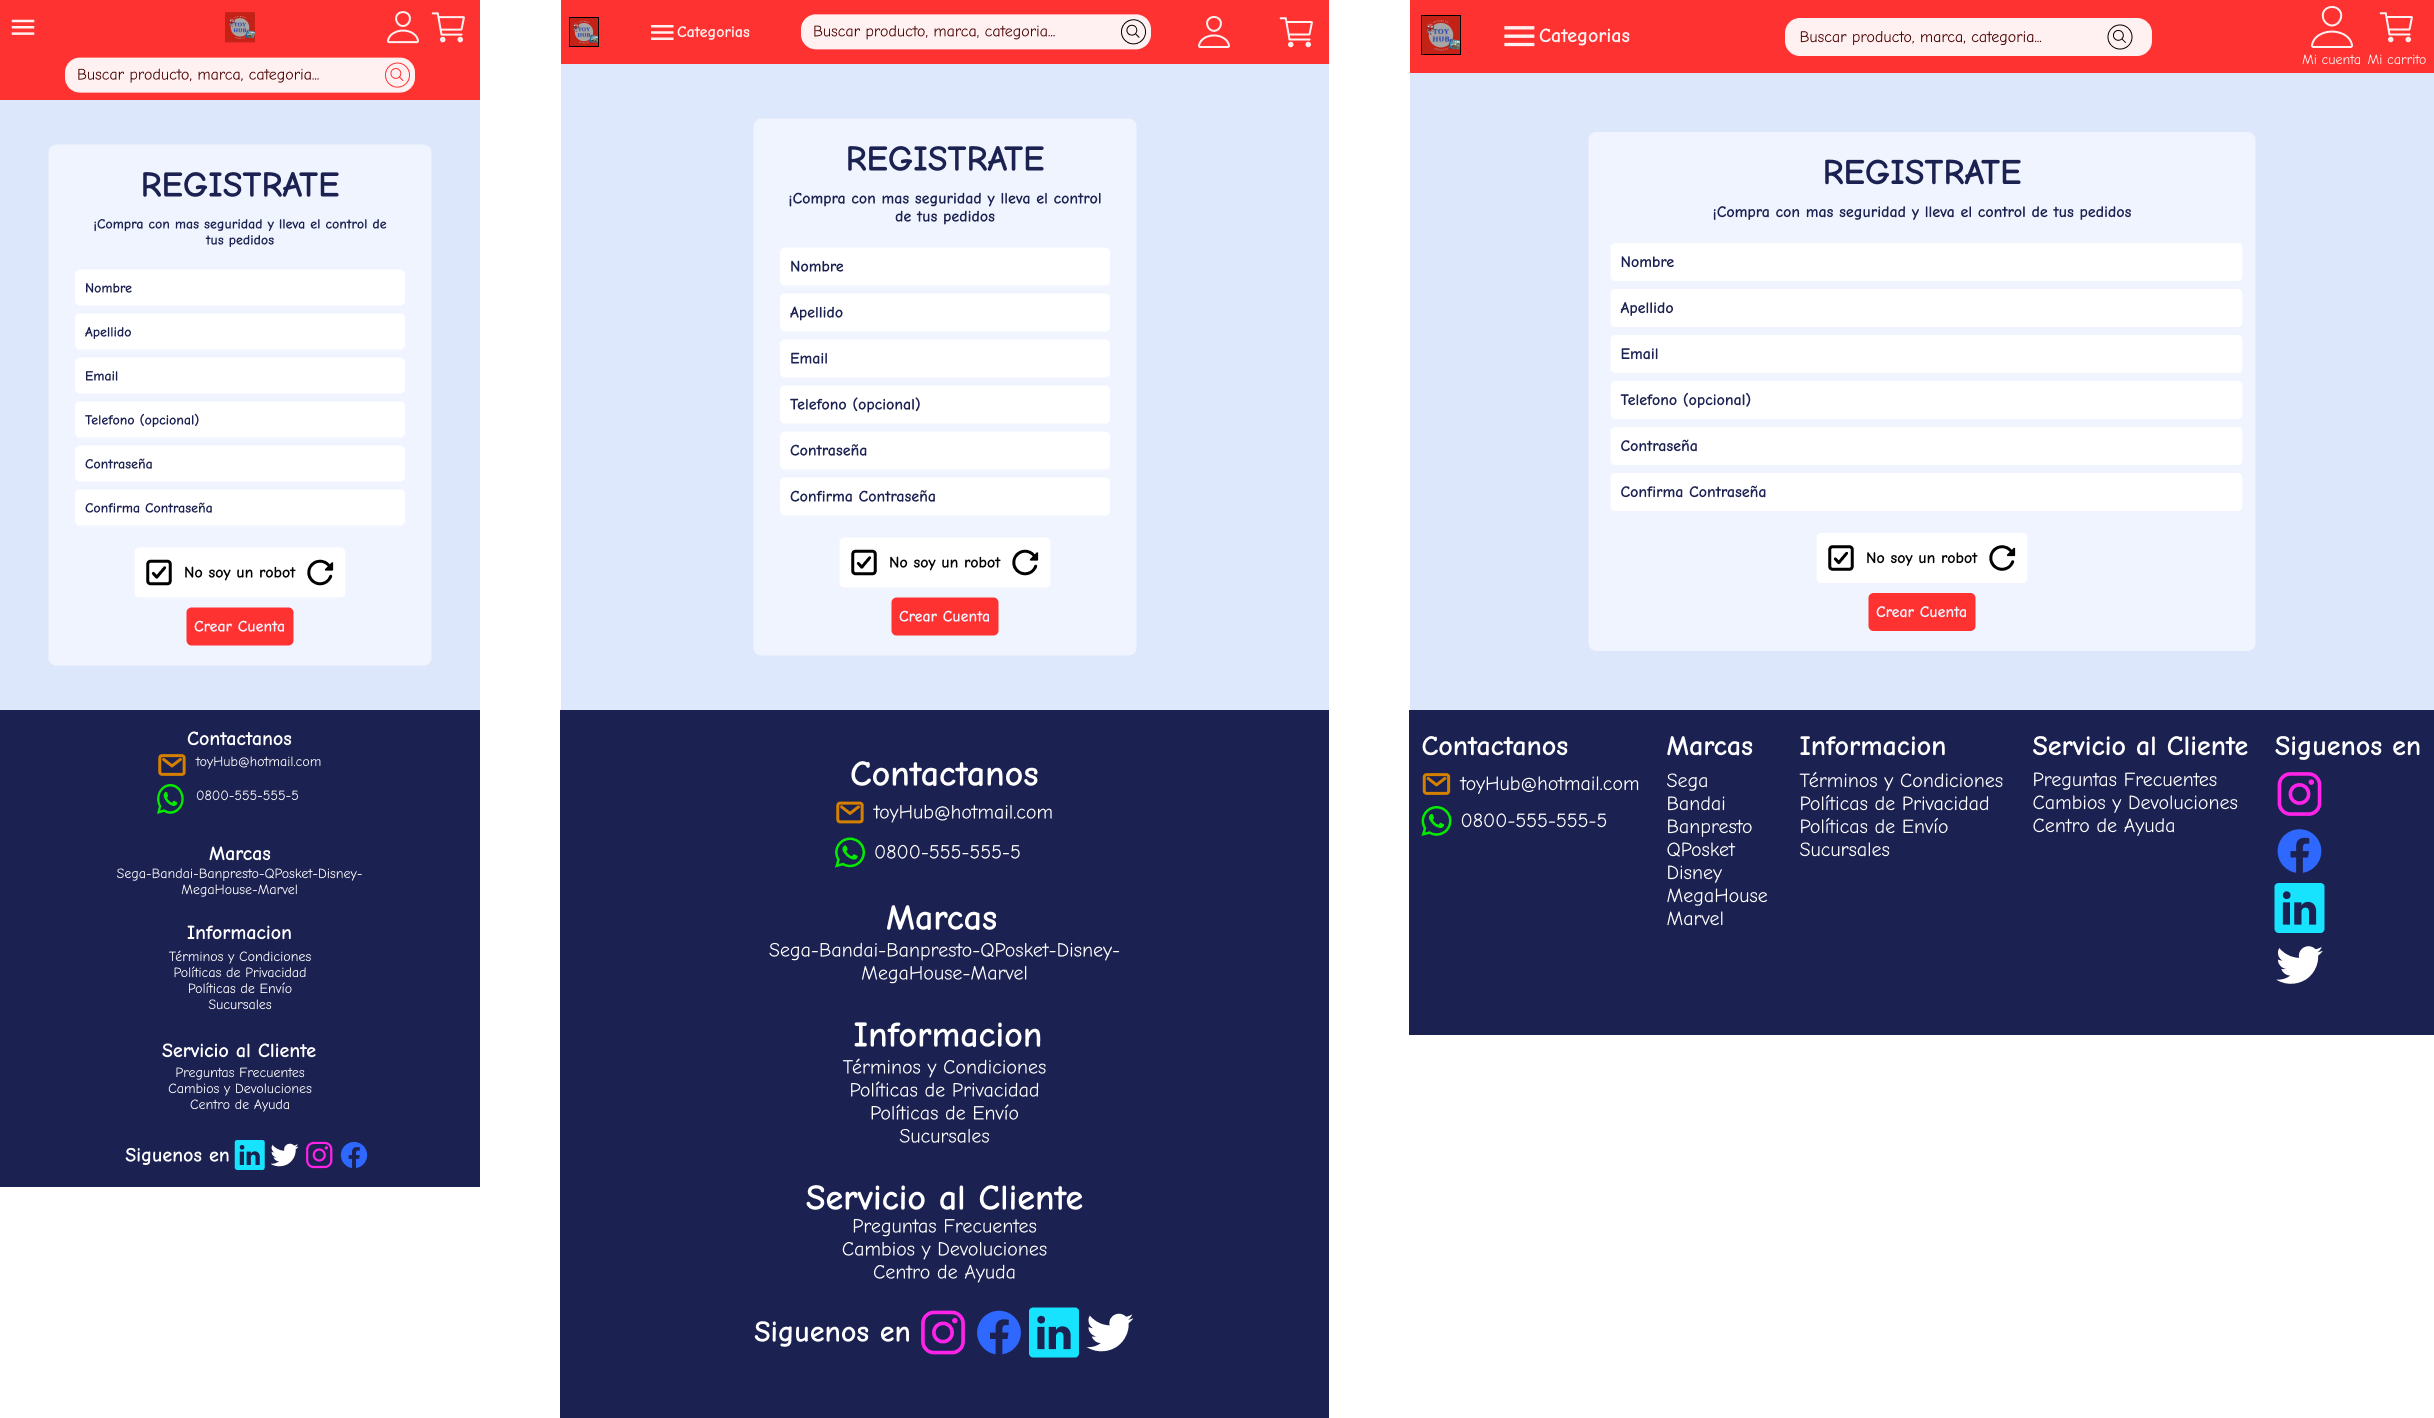 TOY
HUB
Buscar producto, marca, categoria...
REGISTRATE
¡Compra con mas seguridad y lleva el control de
tus pedidos
Nombre
Apellido
Email
Telefono (opcional)
Contraseña
Confirma Contraseña
No soy un robot
Crear Cuenta
Contactanos
toyHub@hotmail.com
0800-555-555-5
Marcas
Sega-Bandai-Banpresto-QPosket-Disney-
MegaHouse-Marvel
Informacion
Términos y Condiciones
Políticas de Privacidad
Políticas de Envío
Sucursales
Servicio al Cliente
Preguntas Frecuentes
Cambios y Devoluciones
Centro de Ayuda
Siguenos en
TOY
HUB
Categorias
Buscar producto, marca, categoria...
REGISTRATE
¡Compra con mas seguridad y lleva el control
de tus pedidos
Nombre
Apellido
Email
Telefono (opcional)
Contraseña
Confirma Contraseña
No soy un robot
Crear Cuenta
Contactanos
toyHub@hotmail.com
0800-555-555-5
Marcas
Sega-Bandai-Banpresto-QPosket-Disney-
MegaHouse-Marvel
Informacion
Términos y Condiciones
Políticas de Privacidad
Políticas de Envío
Sucursales
Servicio al Cliente
Preguntas Frecuentes
Cambios y Devoluciones
Centro de Ayuda
Siguenos en
TOY
HUB
Categorias
Buscar producto, marca, categoria...
Mi cuenta
Mi carrito
REGISTRATE
¡Compra con mas seguridad y lleva el control de tus pedidos
Nombre
Apellido
Email
Telefono (opcional)
Contraseña
Confirma Contraseña
No soy un robot
Crear Cuenta
Contactanos
toyHub@hotmail.com
0800-555-555-5
Marcas
Sega
Bandai
Banpresto
QPosket
Disney
MegaHouse
Marvel
Informacion
Términos y Condiciones
Políticas de Privacidad
Políticas de Envío
Sucursales
Servicio al Cliente
Preguntas Frecuentes
Cambios y Devoluciones
Centro de Ayuda
Siguenos en